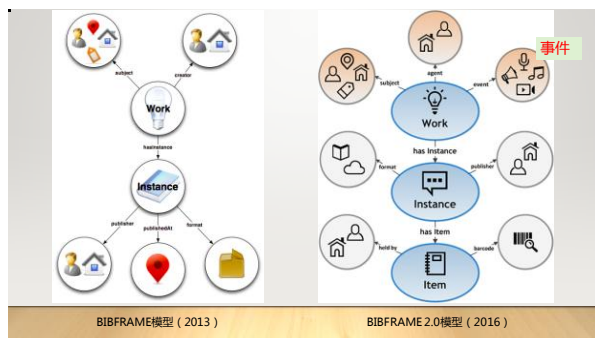 subject
creator
Work
hasInstance
Instance
publisher
publishedAt
format
BIBFRAME模型（2013）
事件
agent
subject
event
Work
has Instance
format
publisher
Instance
has Item
held by
barcode
Item
BIBFRAME 2.0模型（2016）